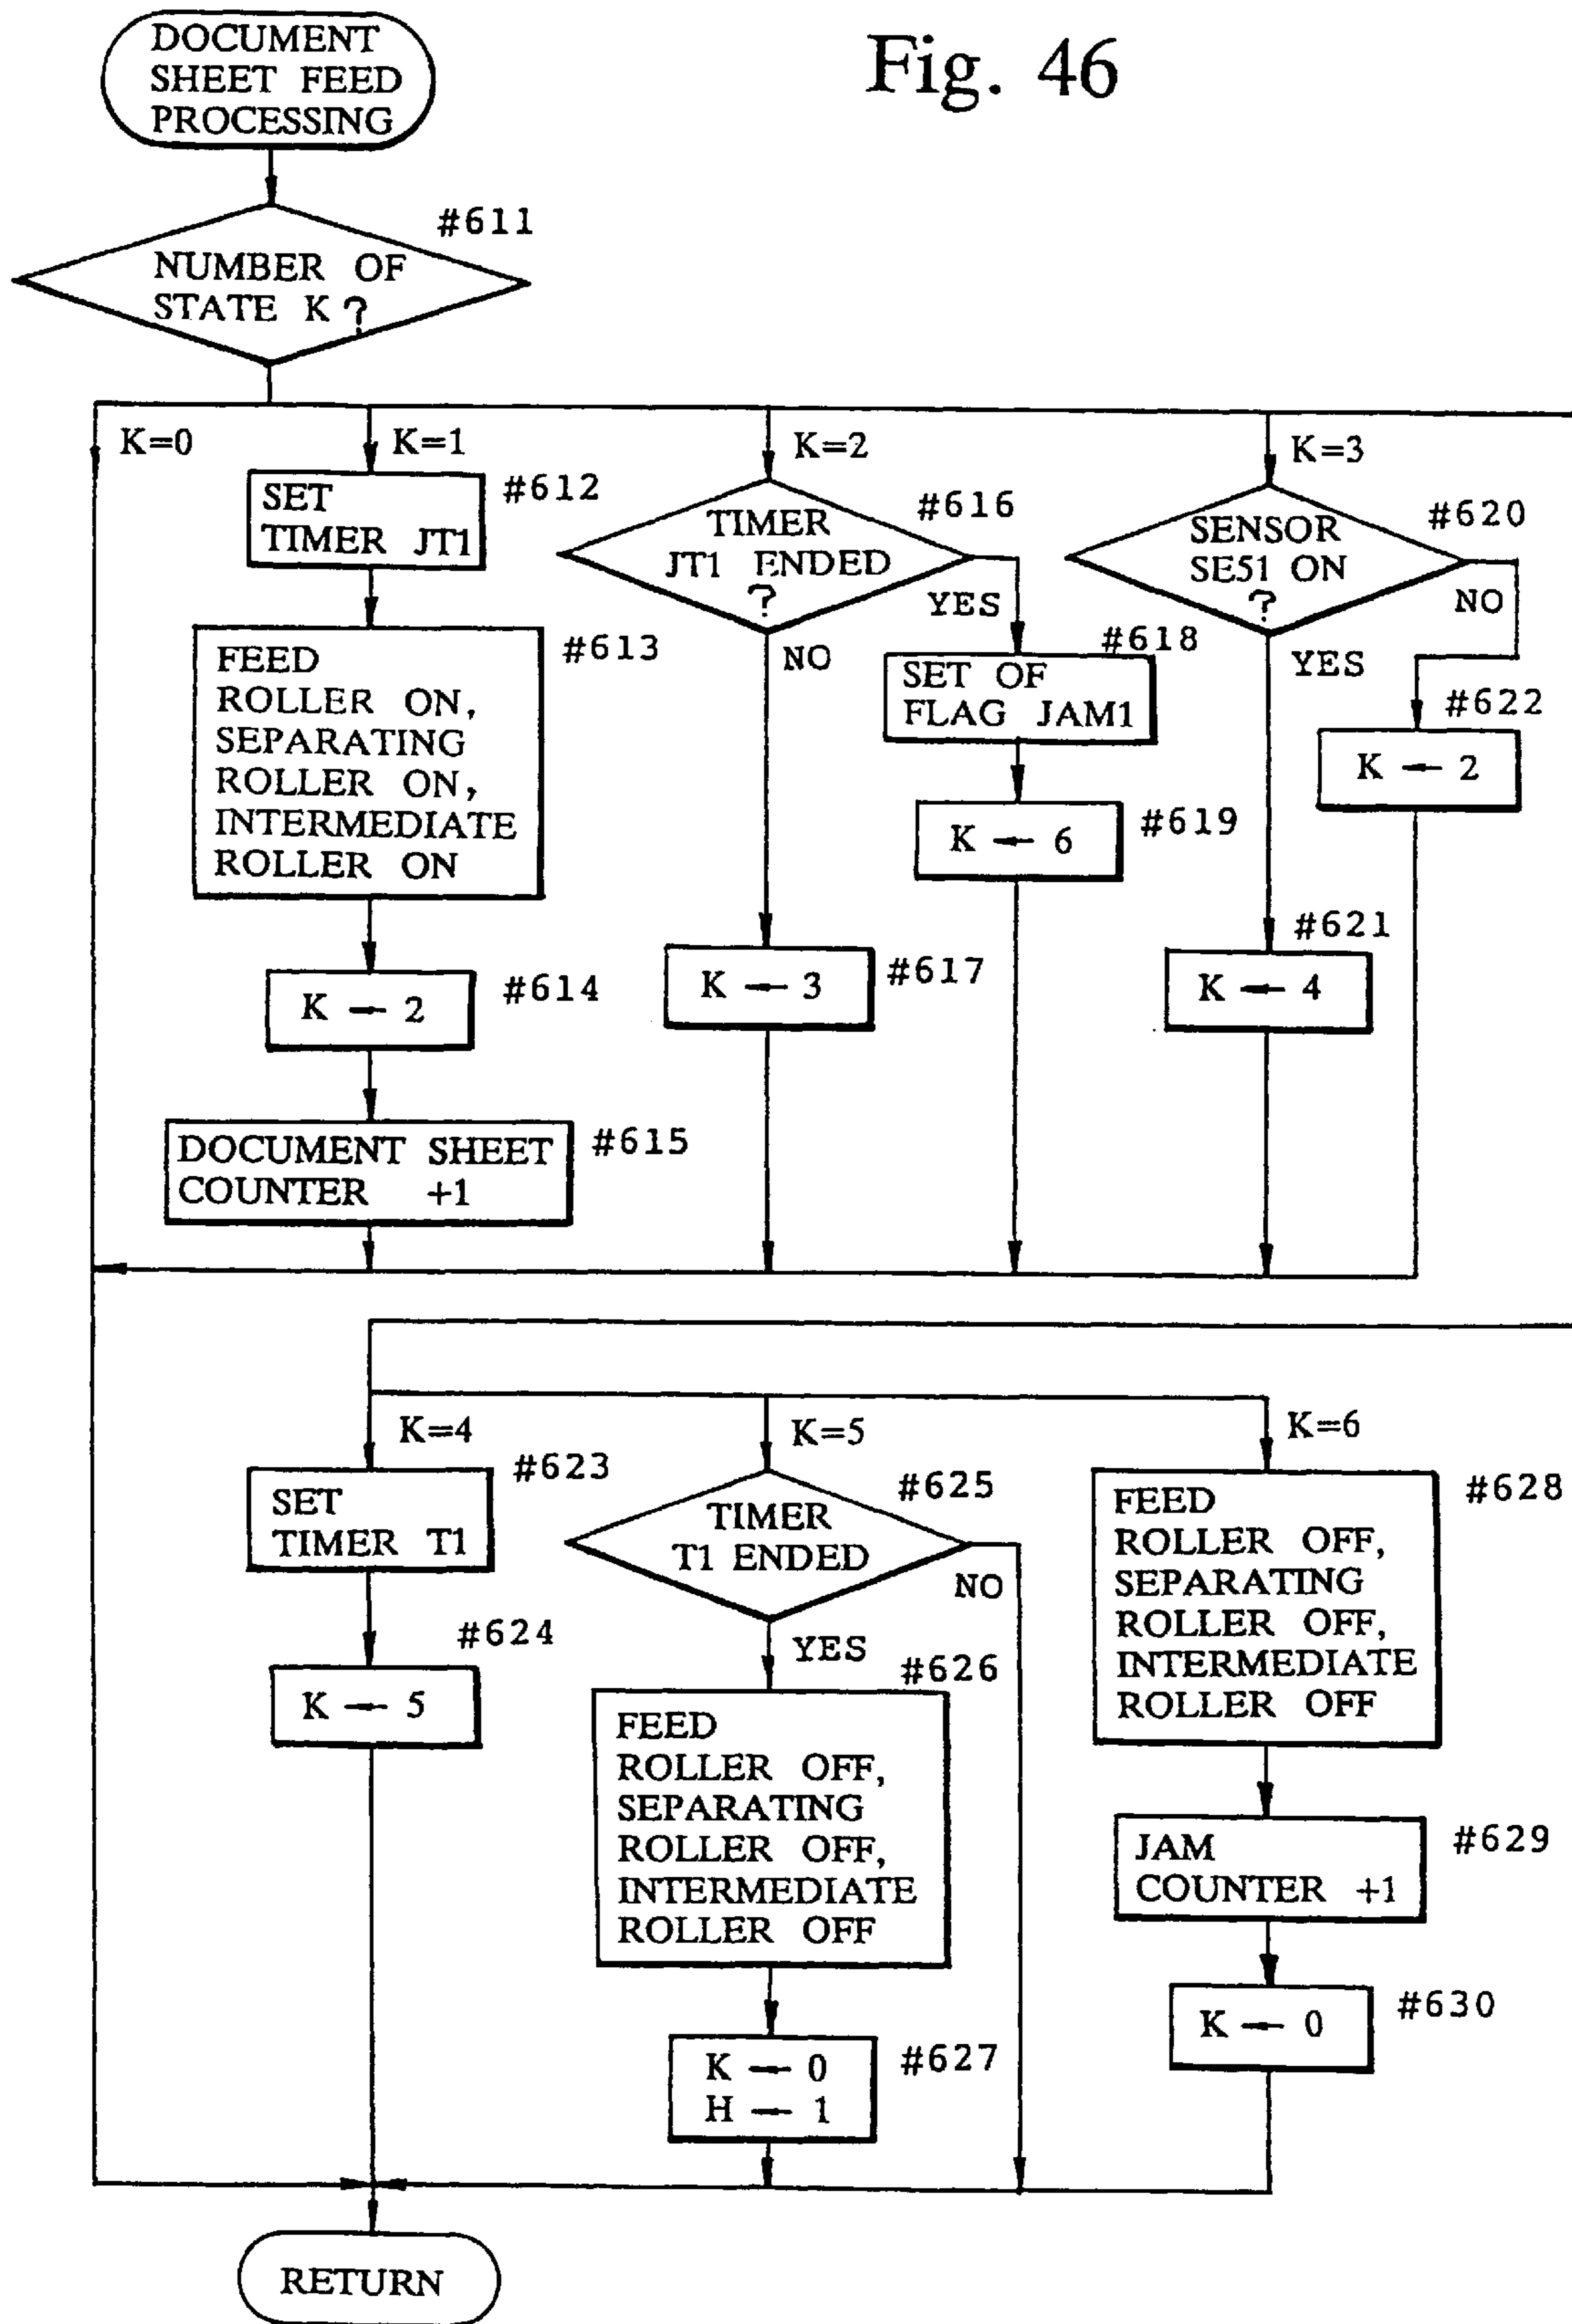 Fig. 46
DOCUMENT
SHEET FEED
PROCESSING
#611
NUMBER OF
STATE K ?
K=0
K=1
SET
TIMER JT1
#612
FEED
ROLLER ON,
SEPARATING
ROLLER ON,
INTERMEDIATE
ROLLER ON
#613
K ← 2
#614
DOCUMENT SHEET
COUNTER +1
#615
K=2
TIMER
JT1 ENDED
?
#616
NO
YES
K ← 3
#617
#618
SET OF
FLAG JAM1
K ← 6
#619
K=3
SENSOR
SE51 ON
?
#620
YES
NO
#621
K ← 4
#622
K ← 2
K=4
#623
SET
TIMER T1
#624
K ← 5
K=5
#625
TIMER
T1 ENDED
NO
YES
#626
FEED
ROLLER OFF,
SEPARATING
ROLLER OFF,
INTERMEDIATE
ROLLER OFF
K ← 0
H ← 1
#627
K=6
#628
FEED
ROLLER OFF,
SEPARATING
ROLLER OFF,
INTERMEDIATE
ROLLER OFF
JAM
COUNTER +1
#629
K ← 0
#630
RETURN